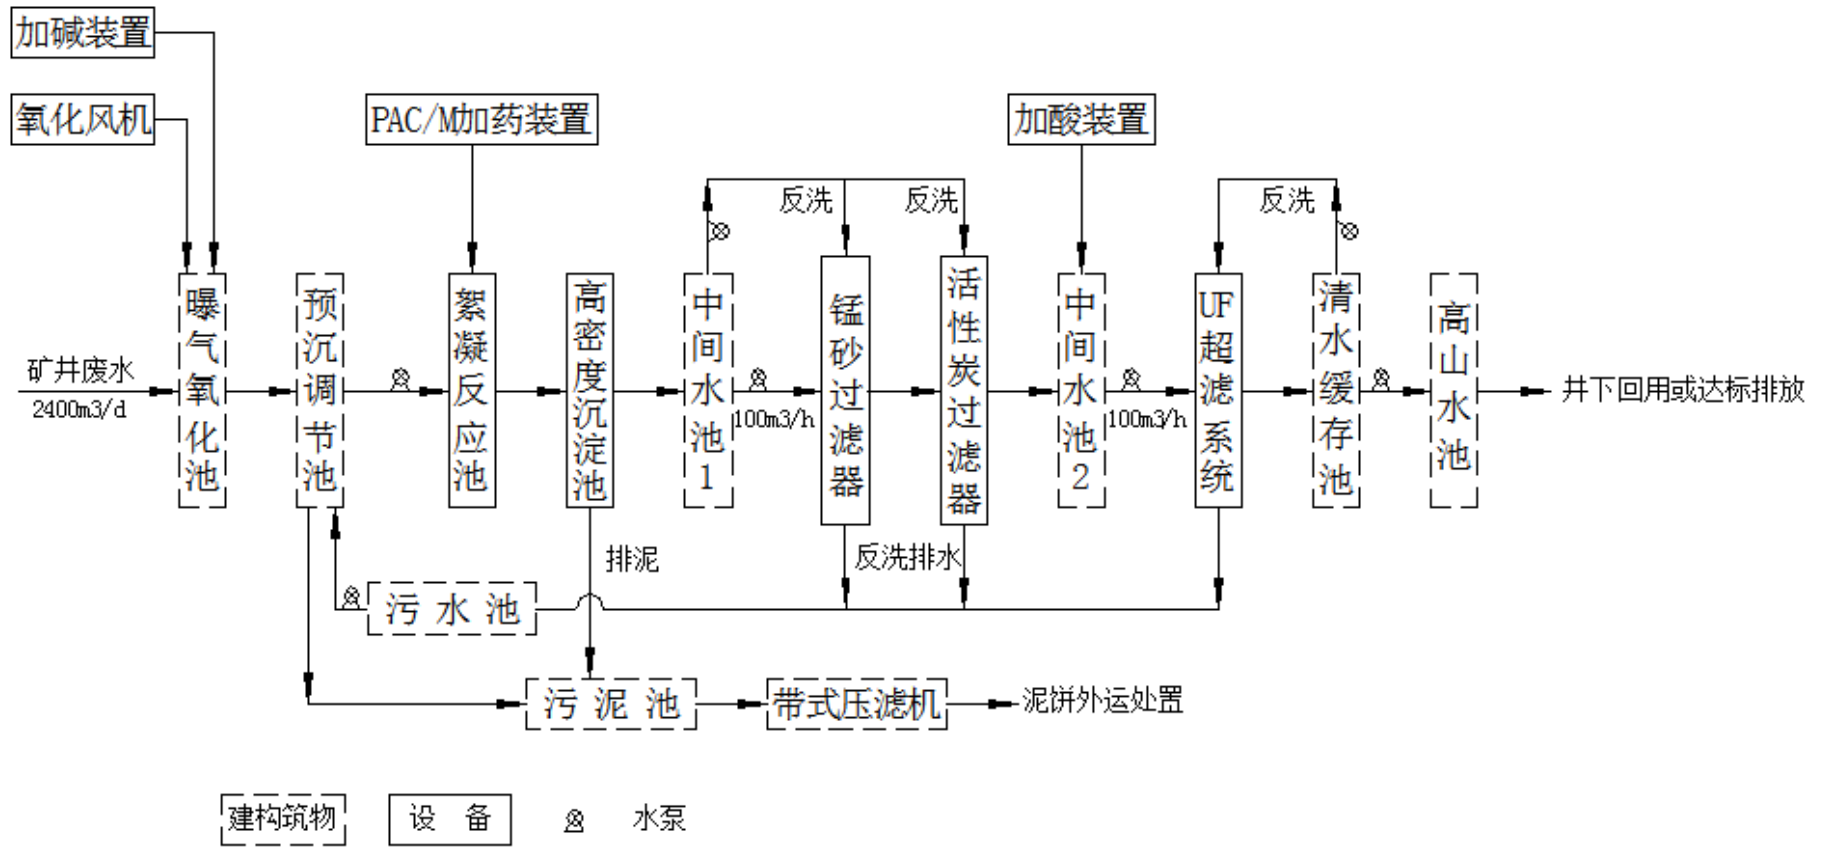 加碱装置
氧化风机
PAC/M加药装置
加酸装置
反洗
反洗
反洗
矿井废水
2400m3/d
曝气氧化池
预沉调节池
絮凝反应池
高密度沉淀池
中间水池1
100m3/h
锰砂过滤器
活性炭过滤器
中间水池2
100m3/h
UF超滤系统
清水缓存池
高山水池
井下回用或达标排放
排泥
反洗排水
污水池
污泥池
带式压滤机
泥饼外运处置
建构筑物
设备
水泵